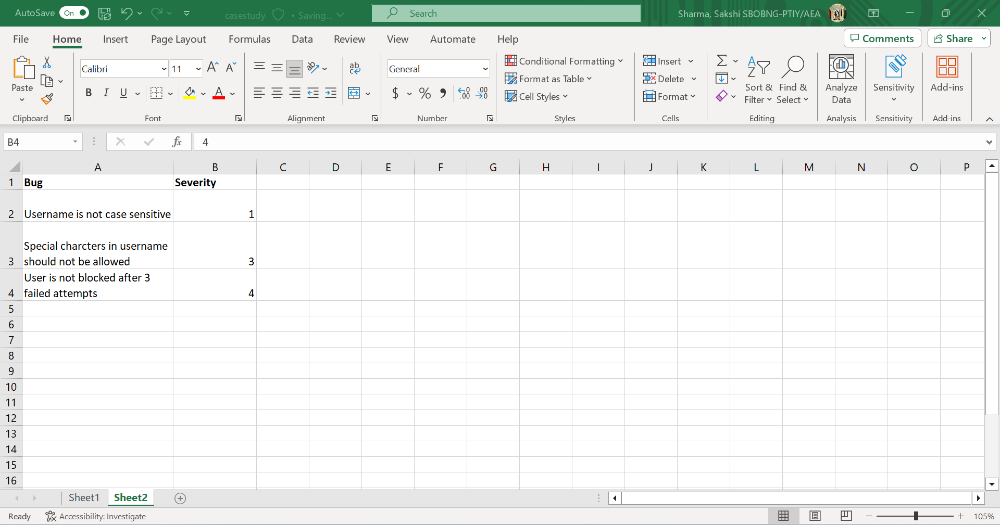 AutoSave On casestudy • Saving... Search Sharma, Sakshi SBOBNG-PTIY/AEA
File Home Insert Page Layout Formulas Data Review View Automate Help Comments Share
Paste
Clipboard
Calibri 11
B I U A
Font
ab
Alignment
General
$ % 9 .00 .00
Number
Conditional Formatting
Format as Table
Cell Styles
Styles
Insert
Delete
Format
Cells
Sort & Filter
Find & Select
Editing
Analyze Data
Analysis
Sensitivity
Sensitivity
Add-ins
Add-ins
B4 fx 4
A B C D E F G H I J K L M N O P
1 Bug Severity
2 Username is not case sensitive 1
Special charcters in username
3 should not be allowed 3
User is not blocked after 3
4 failed attempts 4
5
6
7
8
9
10
11
12
13
14
15
16
Sheet1 Sheet2
Ready Accessibility: Investigate 105%